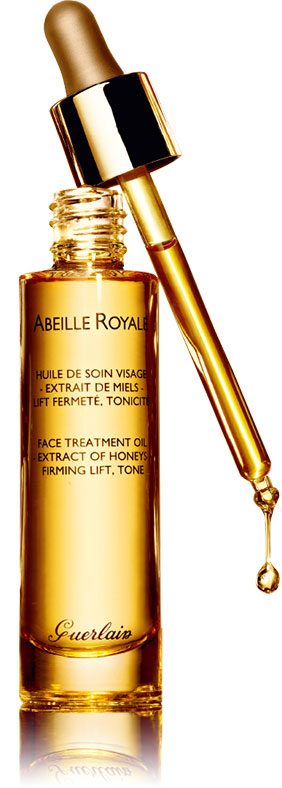 ABEILLE ROYALE
HUILE DE SOIN VISAGE
- EXTRAIT DE MIELS -
LIFT FERMETÉ, TONICITÉ
FACE TREATMENT OIL
- EXTRACT OF HONEYS -
FIRMING LIFT, TONE
Guerlain